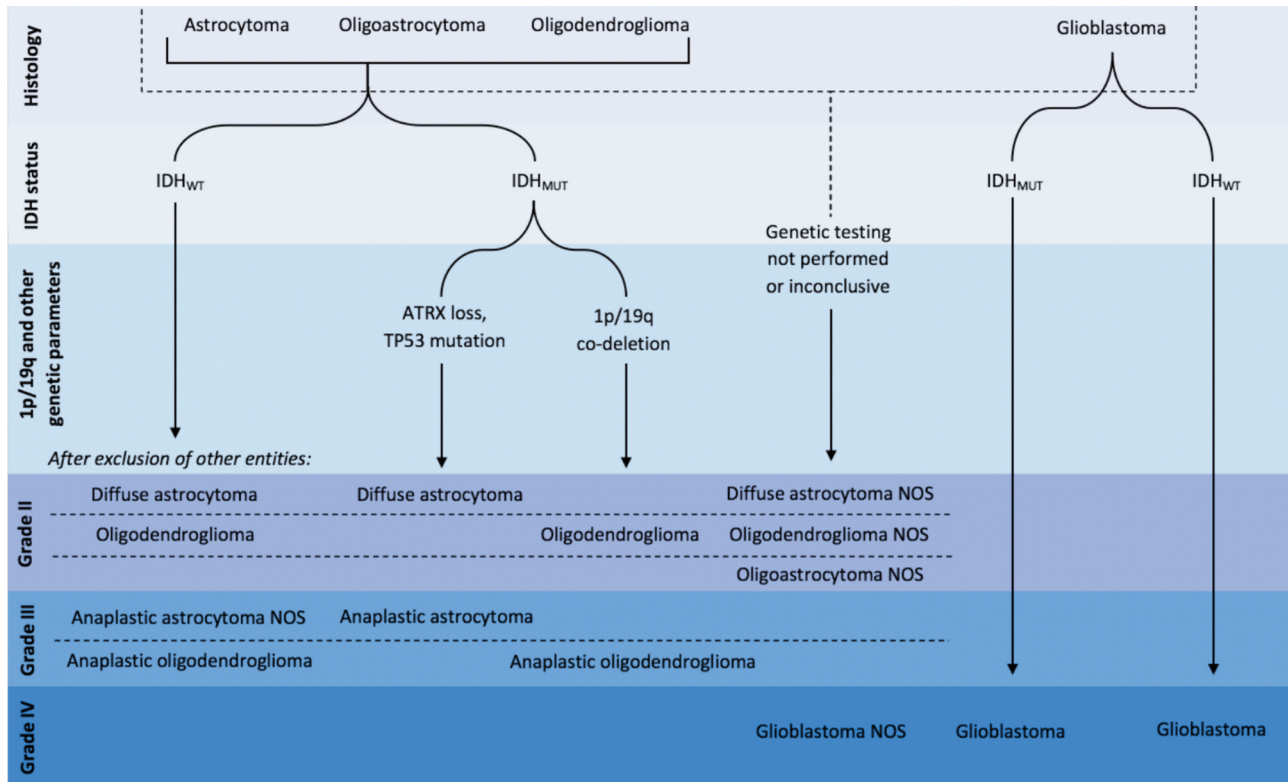 Histology
Astrocytoma
Oligoastrocytoma
Oligodendroglioma
Glioblastoma
IDH status
IDHWT
IDHMUT
IDHMUT
IDHWT
Genetic testing
not performed
or inconclusive
1p/19q and other
genetic parameters
ATRX loss,
TP53 mutation
1p/19q
co-deletion
After exclusion of other entities:
Grade II
Diffuse astrocytoma
Diffuse astrocytoma
Diffuse astrocytoma NOS
Oligodendroglioma
Oligodendroglioma
Oligodendroglioma NOS
Oligoastrocytoma NOS
Grade III
Anaplastic astrocytoma NOS
Anaplastic astrocytoma
Anaplastic oligodendroglioma
Anaplastic oligodendroglioma
Grade IV
Glioblastoma NOS
Glioblastoma
Glioblastoma